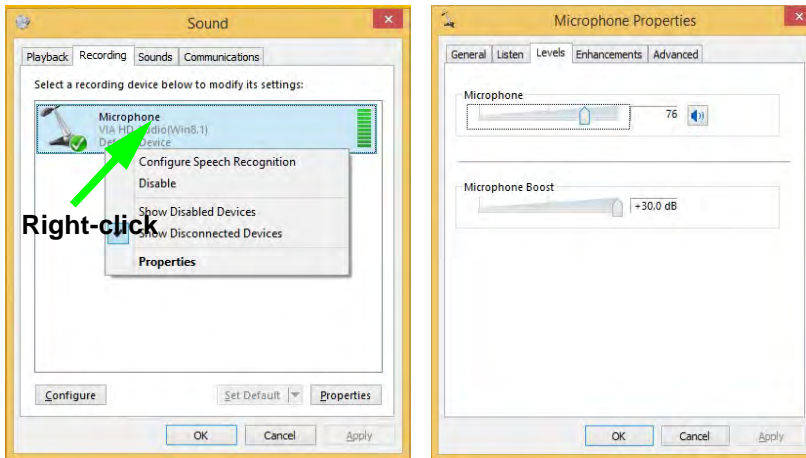 Sound
Playback Recording Sounds Communications
Select a recording device below to modify its settings:
Microphone
VIA HD Audio(Win8.1)
Default Device
Configure Speech Recognition
Disable
Show Disabled Devices
Right-click
Show Disconnected Devices
Properties
Configure Set Default Properties
OK Cancel Apply
Microphone Properties
General Listen Levels Enhancements Advanced
Microphone
76
Microphone Boost
+30.0 dB
OK Cancel Apply